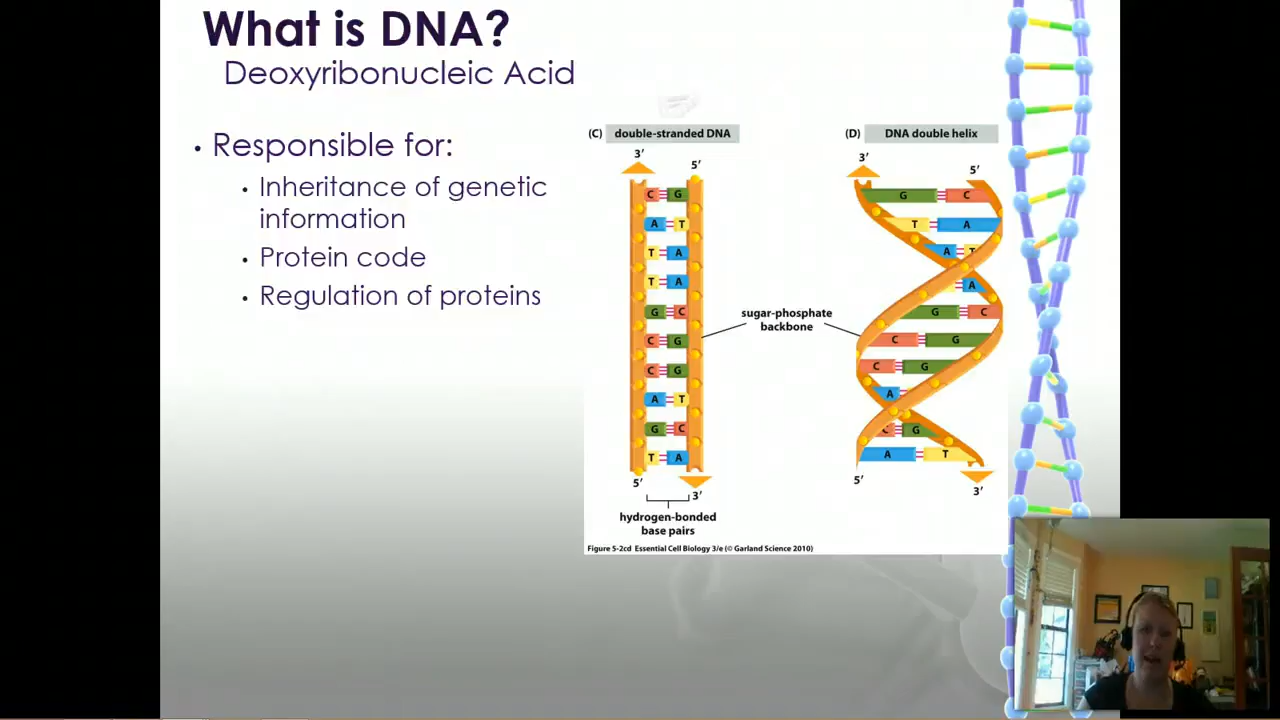 What is DNA?
Deoxyribonucleic Acid
• Responsible for:
• Inheritance of genetic
information
• Protein code
• Regulation of proteins
(C) double-stranded DNA
3′ 5′
C G
A T
T A
T A
G C
C G
C G
A T
G C
T A
5′ 3′
hydrogen-bonded
base pairs
sugar-phosphate
backbone
(D) DNA double helix
3′ 5′
G C
T A
A T
A
G C
C G
C G
A
C G
A T
5′ 3′
Figure 5-2cd Essential Cell Biology 3/e (© Garland Science 2010)